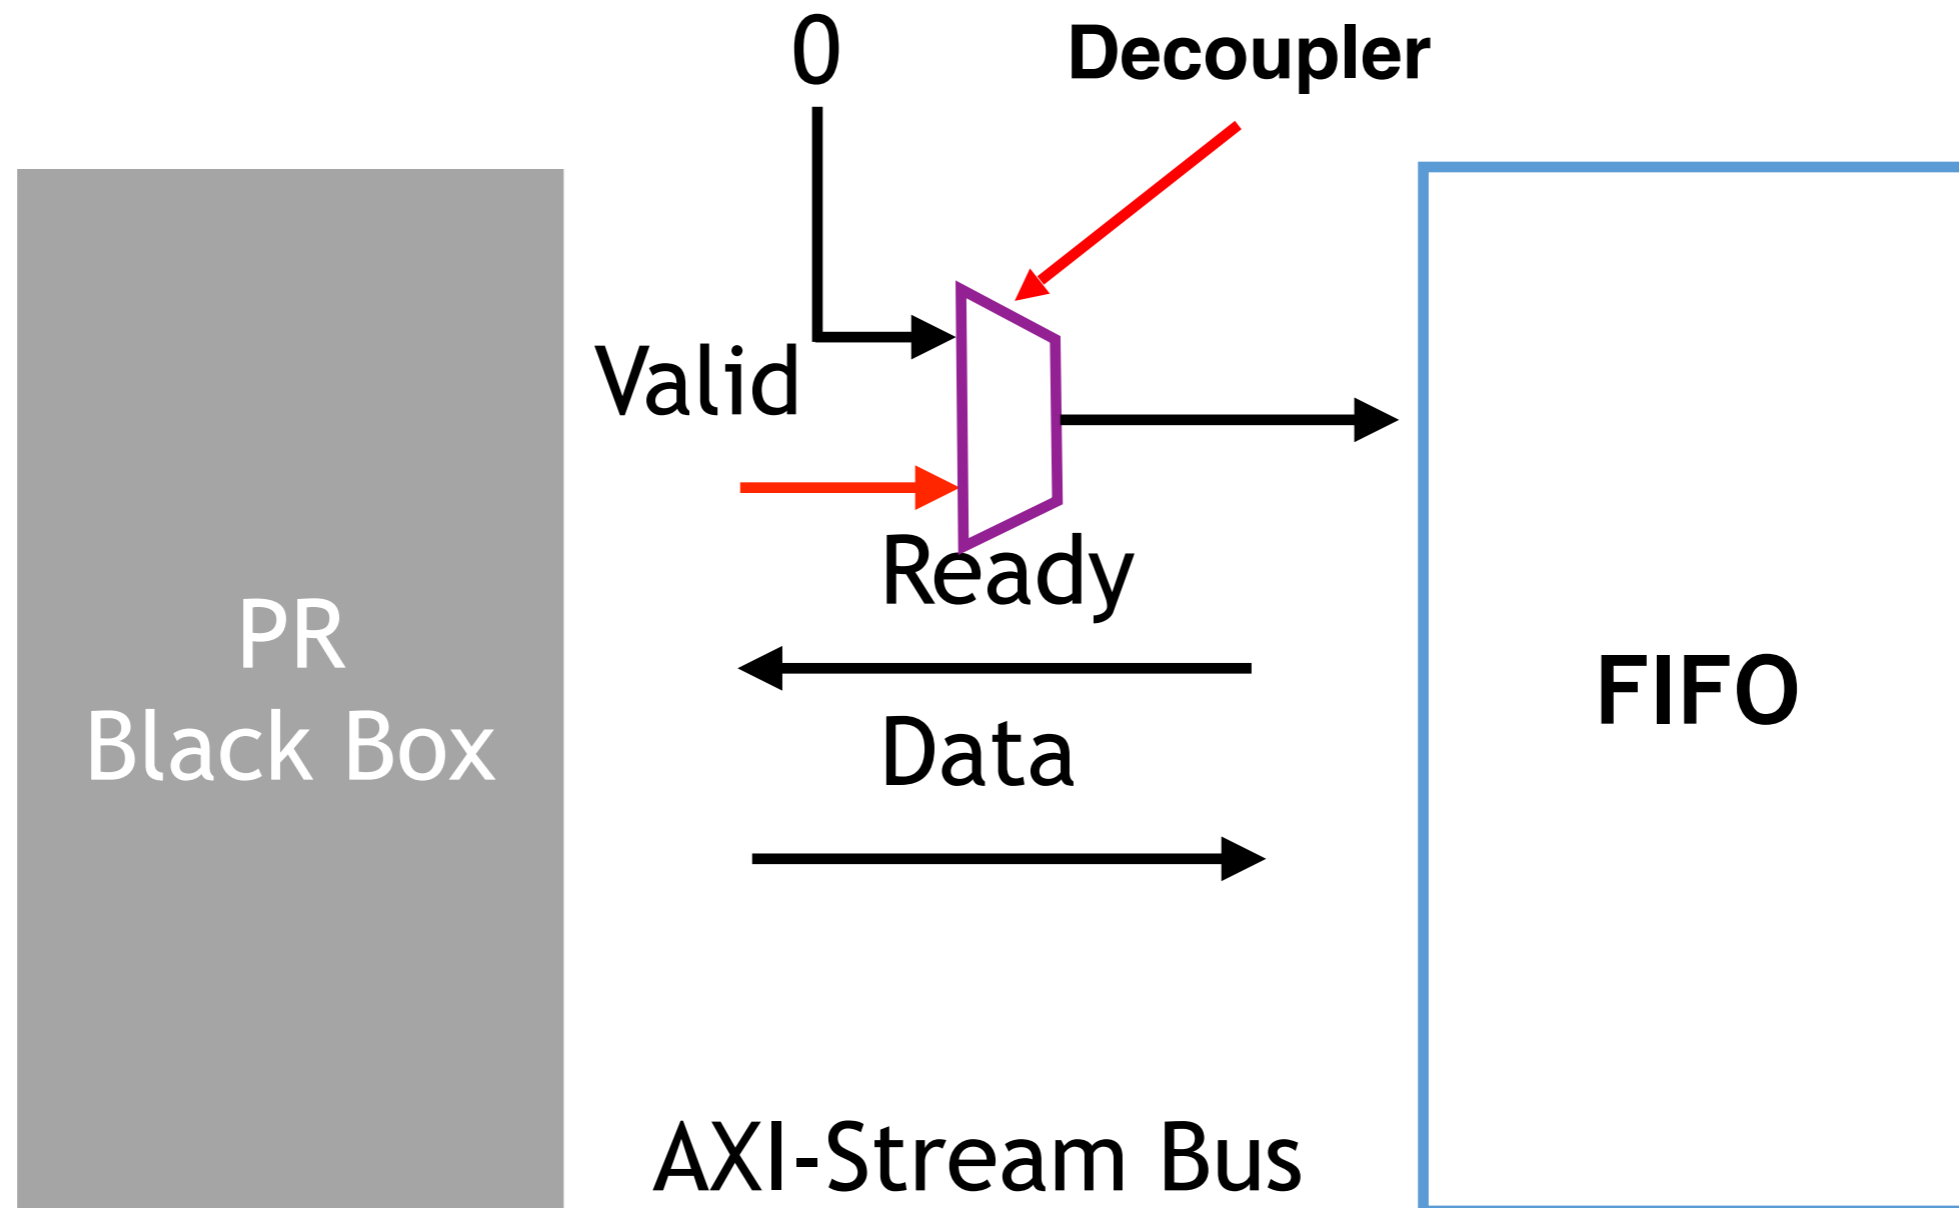 0
Decoupler
Valid
Ready
PR
Black Box
Data
FIFO
AXI-Stream Bus